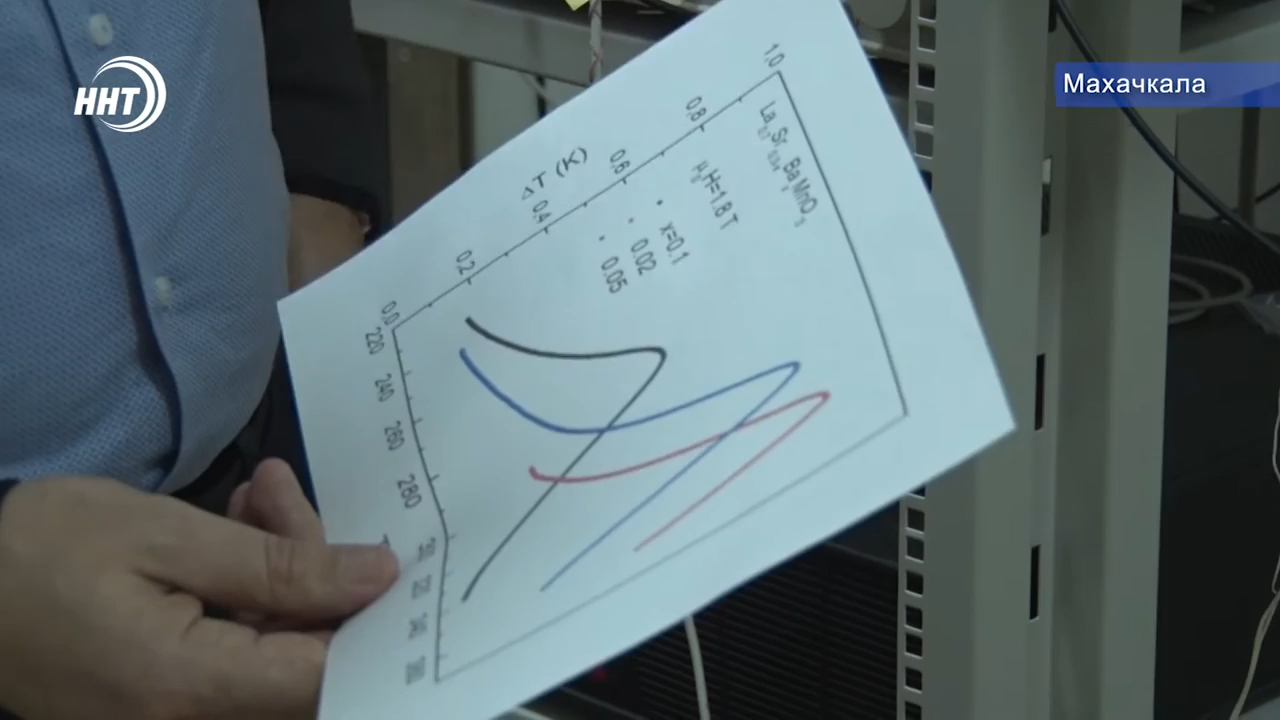 ННТ
Махачкала
1,0
0,8
0,6
0,4
0,2
0,0
ΔT (K)
μ₀H=1.8 T
x=0.1
0.02
0.05
220
240
260
280